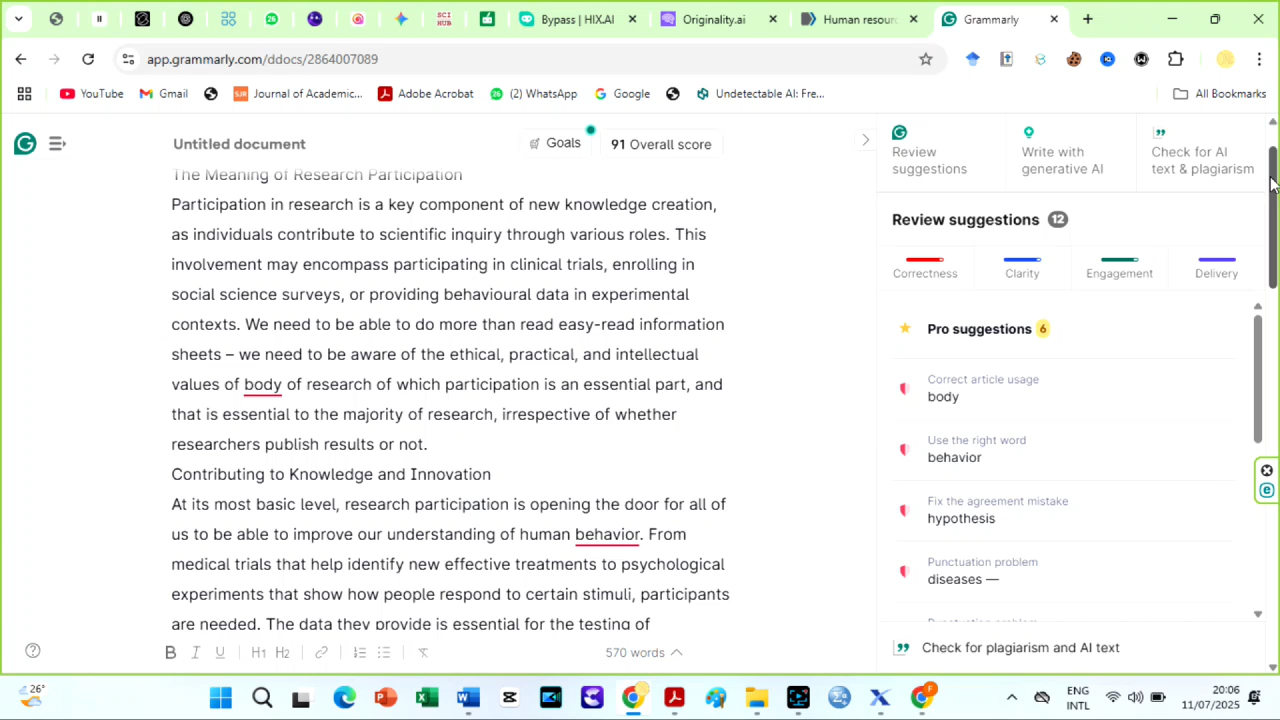 Bypass | HIX.AI
Originality.ai
Human resour
Grammarly
app.grammarly.com/ddocs/2864007089
YouTube
Gmail
Journal of Academic...
Adobe Acrobat
(2) WhatsApp
Google
Undetectable AI: Fre...
All Bookmarks
Untitled document
Goals
91 Overall score
The Meaning of Research Participation
Participation in research is a key component of new knowledge creation,
as individuals contribute to scientific inquiry through various roles. This
involvement may encompass participating in clinical trials, enrolling in
social science surveys, or providing behavioural data in experimental
contexts. We need to be able to do more than read easy-read information
sheets – we need to be aware of the ethical, practical, and intellectual
values of body of research of which participation is an essential part, and
that is essential to the majority of research, irrespective of whether
researchers publish results or not.
Contributing to Knowledge and Innovation
At its most basic level, research participation is opening the door for all of
us to be able to improve our understanding of human behavior. From
medical trials that help identify new effective treatments to psychological
experiments that show how people respond to certain stimuli, participants
are needed. The data they provide is essential for the testing of
B I U H1 H2
570 words
Review
suggestions
Write with
generative AI
Check for AI
text & plagiarism
Review suggestions 12
Correctness
Clarity
Engagement
Delivery
Pro suggestions 6
Correct article usage
body
Use the right word
behavior
Fix the agreement mistake
hypothesis
Punctuation problem
diseases —
Punctuation problem
Check for plagiarism and AI text
26°
ENG
INTL
20:06
11/07/2025